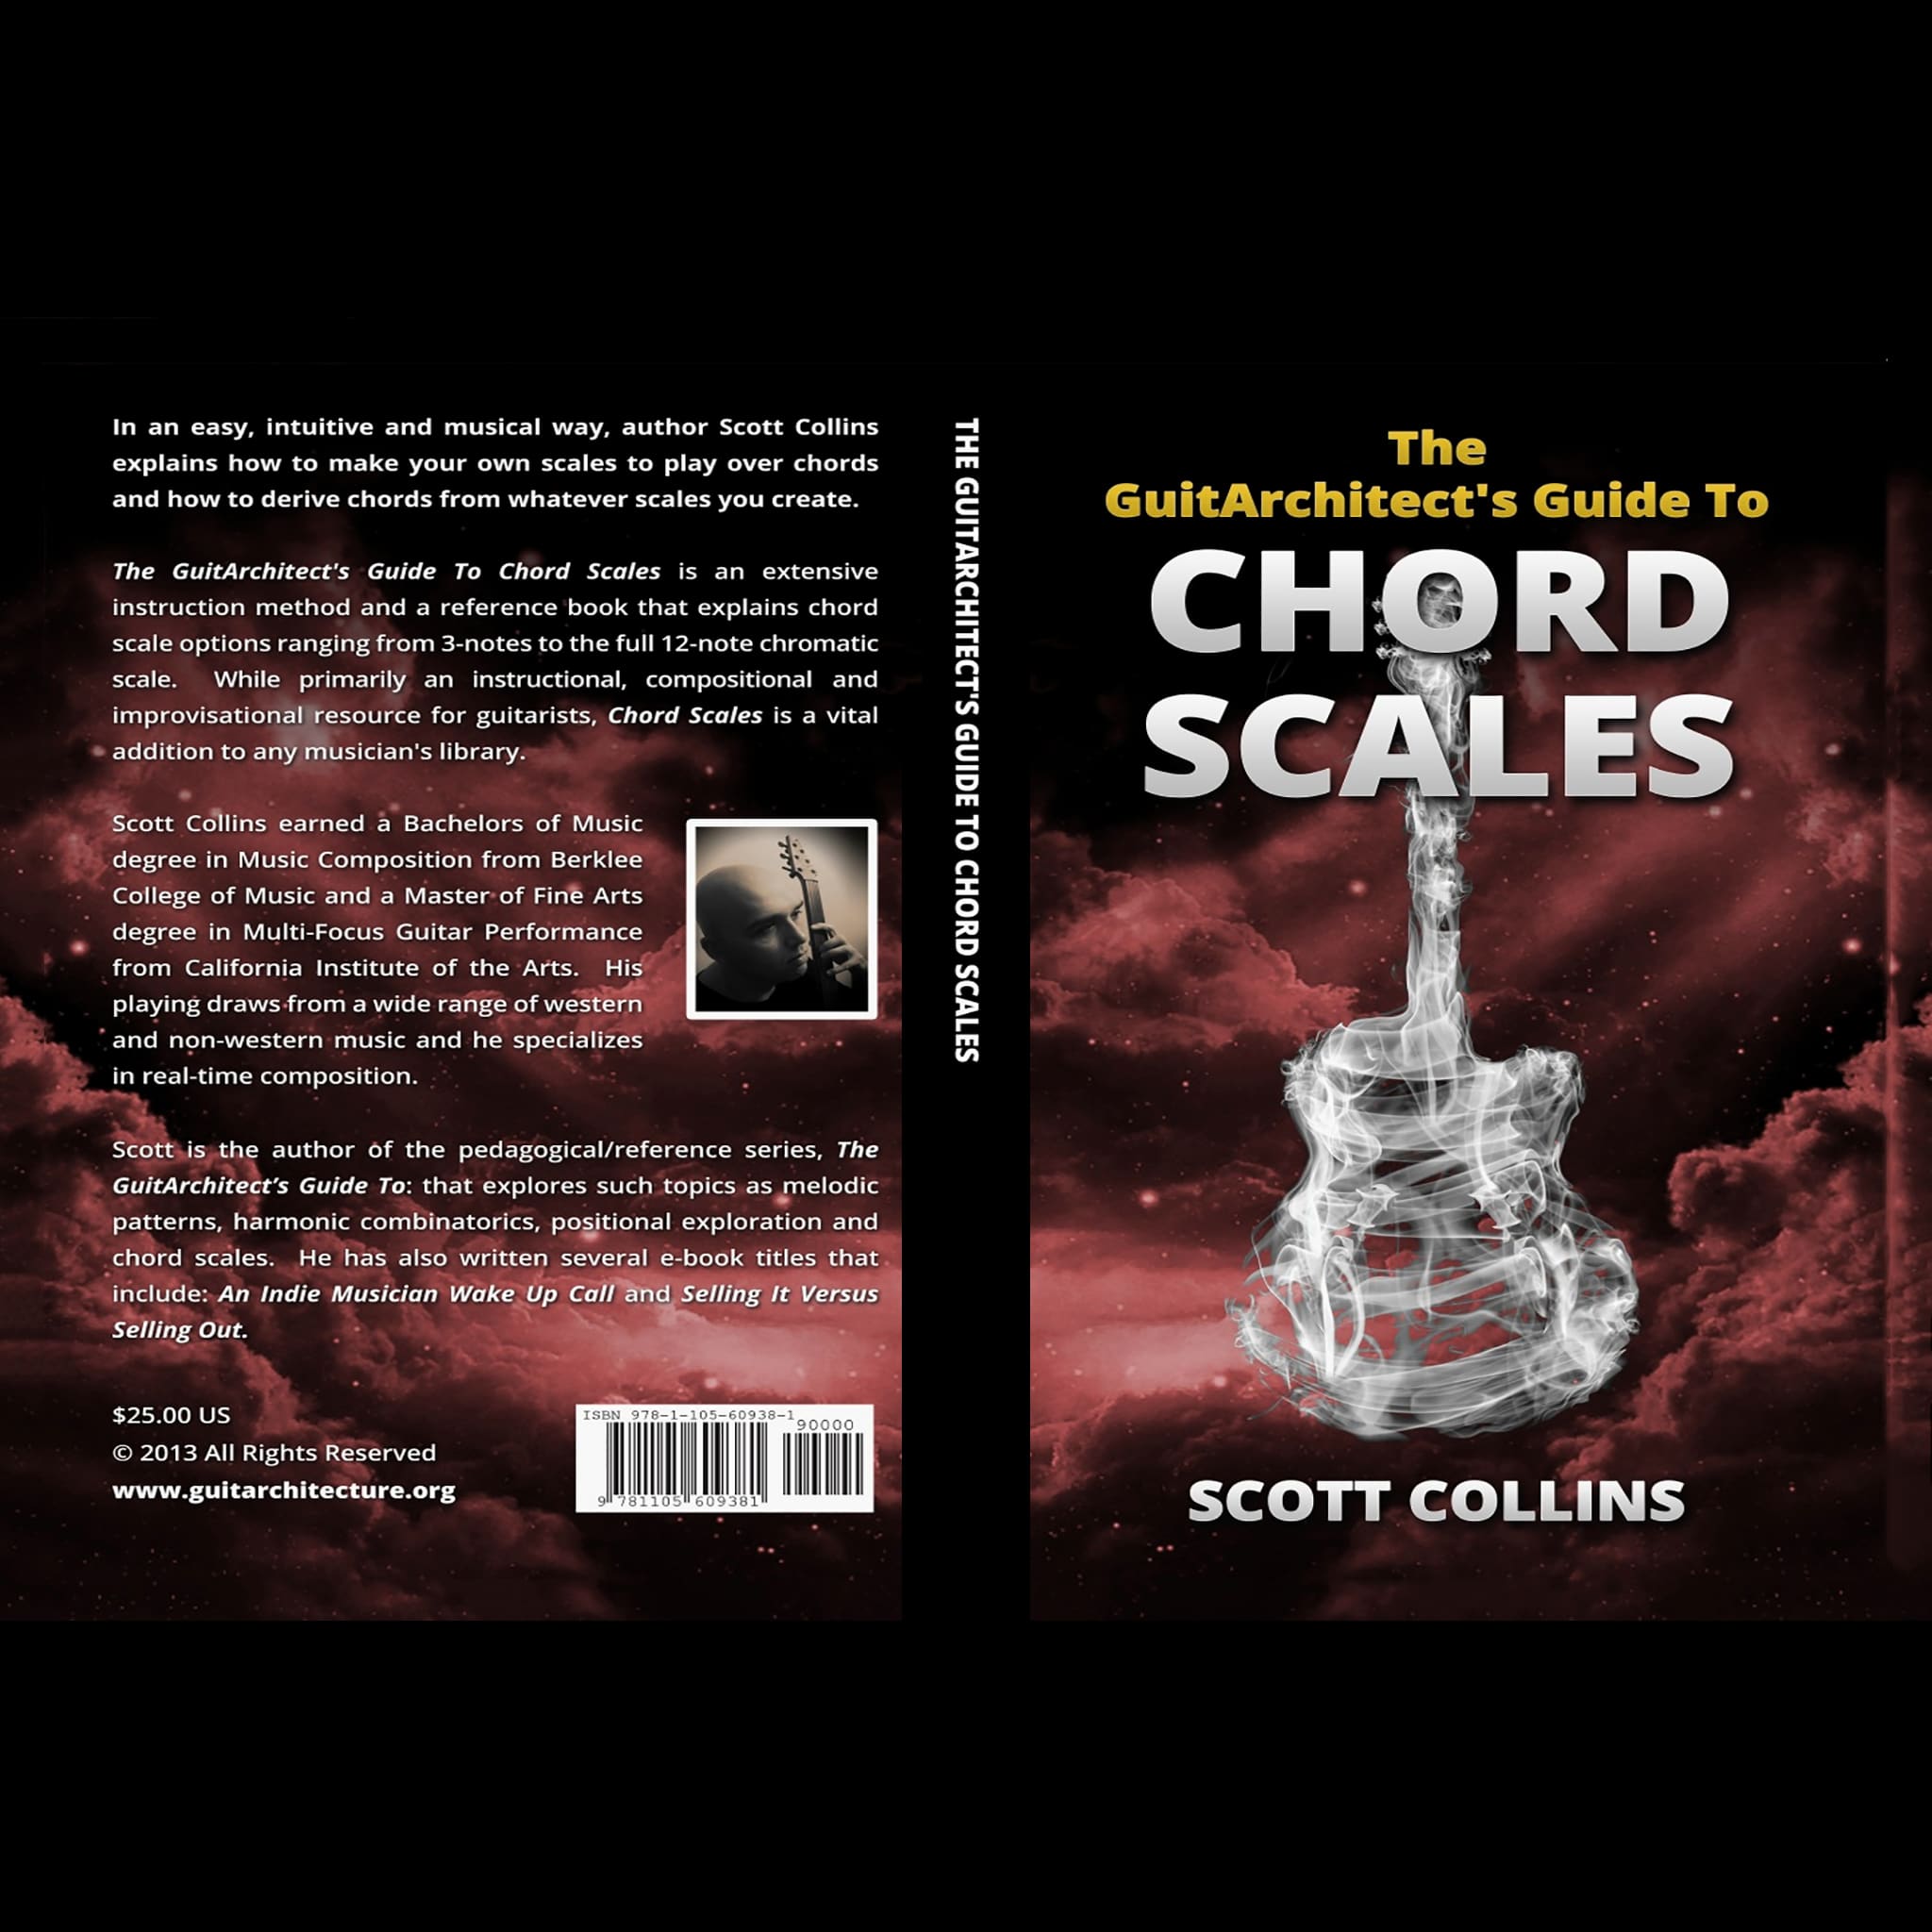 In an easy, intuitive and musical way, author Scott Collins
explains how to make your own scales to play over chords
and how to derive chords from whatever scales you create.
The GuitArchitect's Guide To Chord Scales is an extensive
instruction method and a reference book that explains chord
scale options ranging from 3-notes to the full 12-note chromatic
scale. While primarily an instructional, compositional and
improvisational resource for guitarists, Chord Scales is a vital
addition to any musician's library.
Scott Collins earned a Bachelors of Music
degree in Music Composition from Berklee
College of Music and a Master of Fine Arts
degree in Multi-Focus Guitar Performance
from California Institute of the Arts. His
playing draws from a wide range of western
and non-western music and he specializes
in real-time composition.
Scott is the author of the pedagogical/reference series, The
GuitArchitect’s Guide To: that explores such topics as melodic
patterns, harmonic combinatorics, positional exploration and
chord scales. He has also written several e-book titles that
include: An Indie Musician Wake Up Call and Selling It Versus
Selling Out.
$25.00 US
© 2013 All Rights Reserved
www.guitarchitecture.org
ISBN 978-1-105-60938-1
90000
9 781105 609381
THE GUITARCHITECT'S GUIDE TO CHORD SCALES
The
GuitArchitect's Guide To
CHORD
SCALES
SCOTT COLLINS